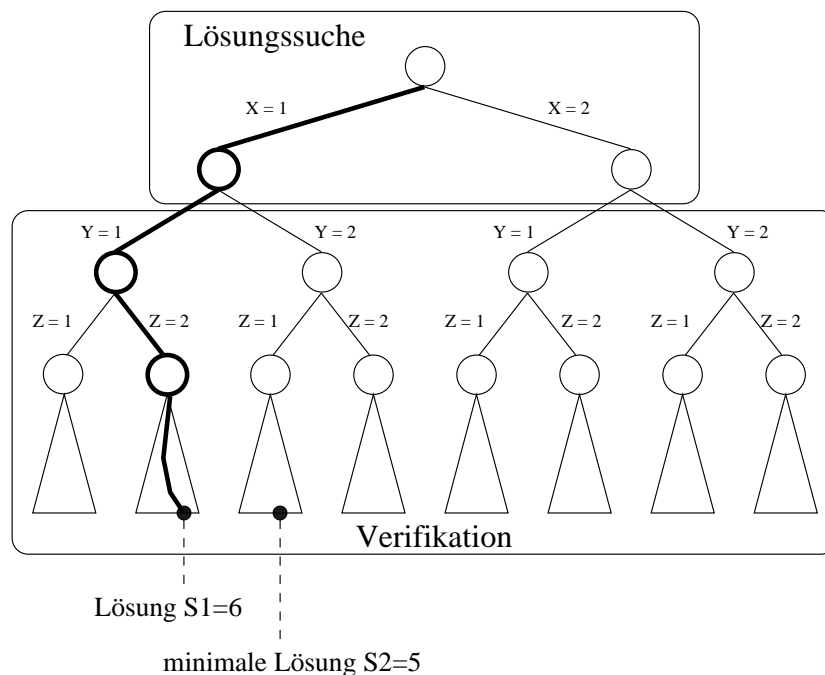 Lösungssuche
X = 1
X = 2
Y = 1
Y = 2
Y = 1
Y = 2
Z = 1
Z = 2
Z = 1
Z = 2
Z = 1
Z = 2
Z = 1
Z = 2
Verifikation
Lösung S1=6
minimale Lösung S2=5